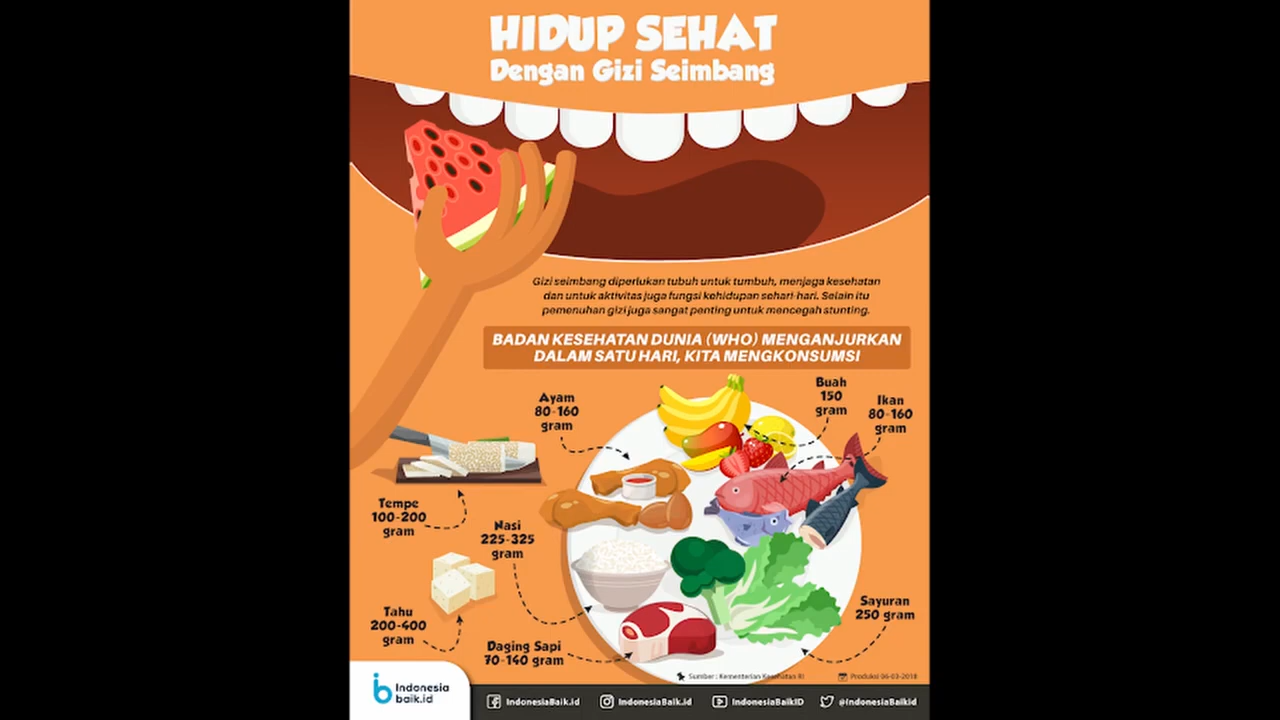 HIDUP SEHAT
Dengan Gizi Seimbang
Gizi seimbang diperlukan tubuh untuk tumbuh, menjaga kesehatan
dan untuk aktivitas juga fungsi kehidupan sehari-hari. Selain itu
pemenuhan gizi juga sangat penting untuk mencegah stunting.
BADAN KESEHATAN DUNIA (WHO) MENGANJURKAN
DALAM SATU HARI, KITA MENGKONSUMSI
Ayam
80-160
gram
Buah
150
gram
Ikan
80-160
gram
Tempe
100-200
gram
Nasi
225-325
gram
Tahu
200-400
gram
Daging Sapi
70-140 gram
Sayuran
250 gram
Sumber : Kementerian Kesehatan RI
Produksi 06-03-2018
Indonesia
baik.id
IndonesiaBaik.id
IndonesiaBaik.id
IndonesiaBaikID
@IndonesiaBaikid